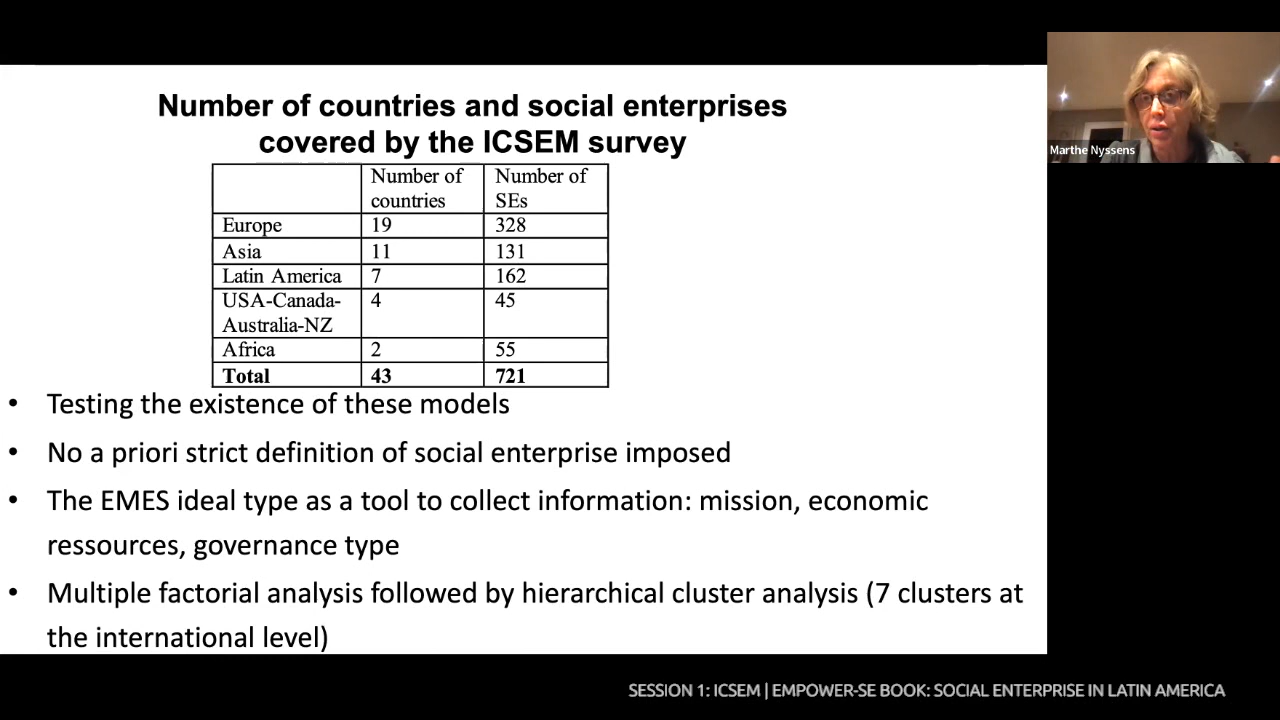 Number of countries and social enterprises
covered by the ICSEM survey
Number of countries
Number of SEs
Europe 19 328
Asia 11 131
Latin America 7 162
USA-Canada-Australia-NZ 4 45
Africa 2 55
Total 43 721
• Testing the existence of these models
• No a priori strict definition of social enterprise imposed
• The EMES ideal type as a tool to collect information: mission, economic
ressources, governance type
• Multiple factorial analysis followed by hierarchical cluster analysis (7 clusters at
the international level)
Marthe Nyssens
SESSION 1: ICSEM | EMPOWER-SE BOOK: SOCIAL ENTERPRISE IN LATIN AMERICA